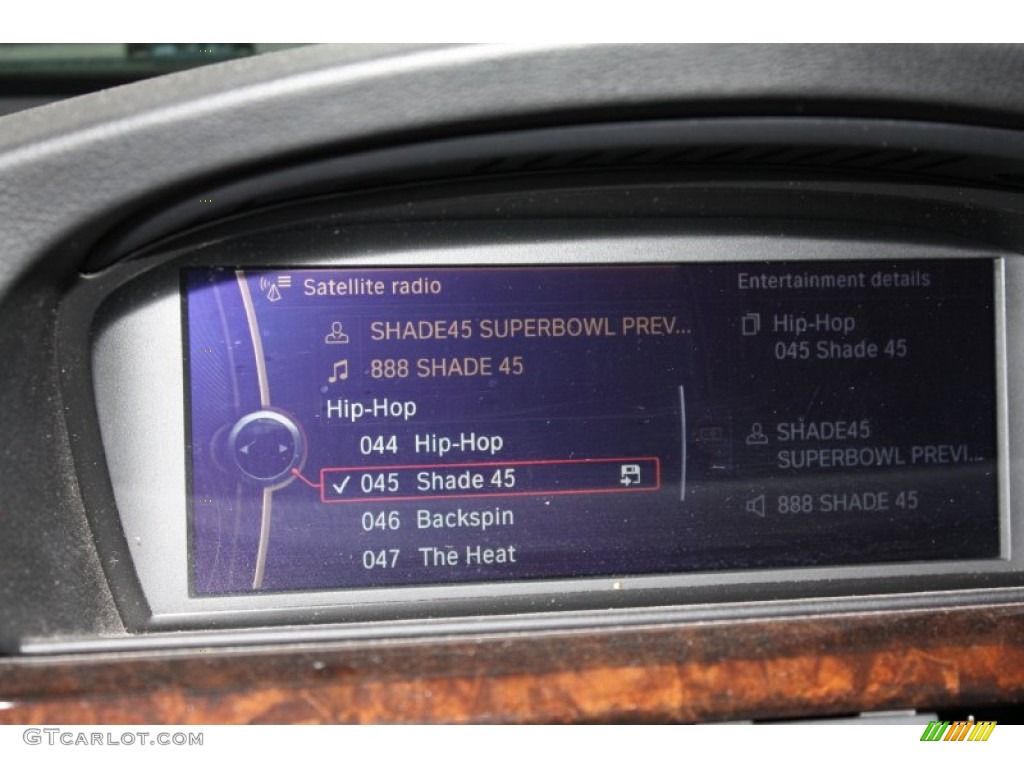 Satellite radio
SHADE45 SUPERBOWL PREV...
888 SHADE 45
Hip-Hop
044 Hip-Hop
045 Shade 45
046 Backspin
047 The Heat
Entertainment details
Hip-Hop
045 Shade 45
SHADE45
SUPERBOWL PREVI...
888 SHADE 45
GTcarlot.com